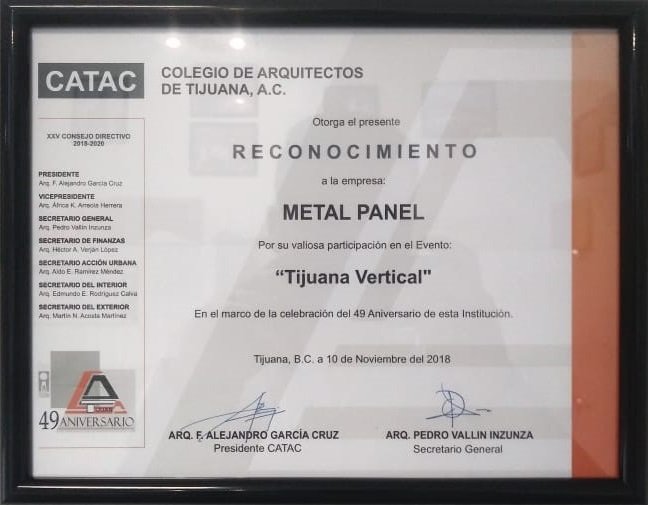 CATAC
COLEGIO DE ARQUITECTOS
DE TIJUANA, A.C.
XXV CONSEJO DIRECTIVO
2018-2020
PRESIDENTE
Arq. F. Alejandro García Cruz
VICEPRESIDENTE
Arq. África K. Arreola Herrera
SECRETARIO GENERAL
Arq. Pedro Vallin Inzunza
SECRETARIO DE FINANZAS
Arq. Héctor A. Verján López
SECRETARIO ACCIÓN URBANA
Arq. Aldo E. Ramírez Méndez
SECRETARIO DEL INTERIOR
Arq. Edmundo E. Rodríguez Calva
SECRETARIO DEL EXTERIOR
Arq. Martín N. Acosta Martínez
49 ANIVERSARIO
Otorga el presente
RECONOCIMIENTO
a la empresa:
METAL PANEL
Por su valiosa participación en el Evento:
“Tijuana Vertical"
En el marco de la celebración del 49 Aniversario de esta Institución.
Tijuana, B.C. a 10 de Noviembre del 2018
ARQ. F. ALEJANDRO GARCÍA CRUZ
Presidente CATAC
ARQ. PEDRO VALLIN INZUNZA
Secretario General